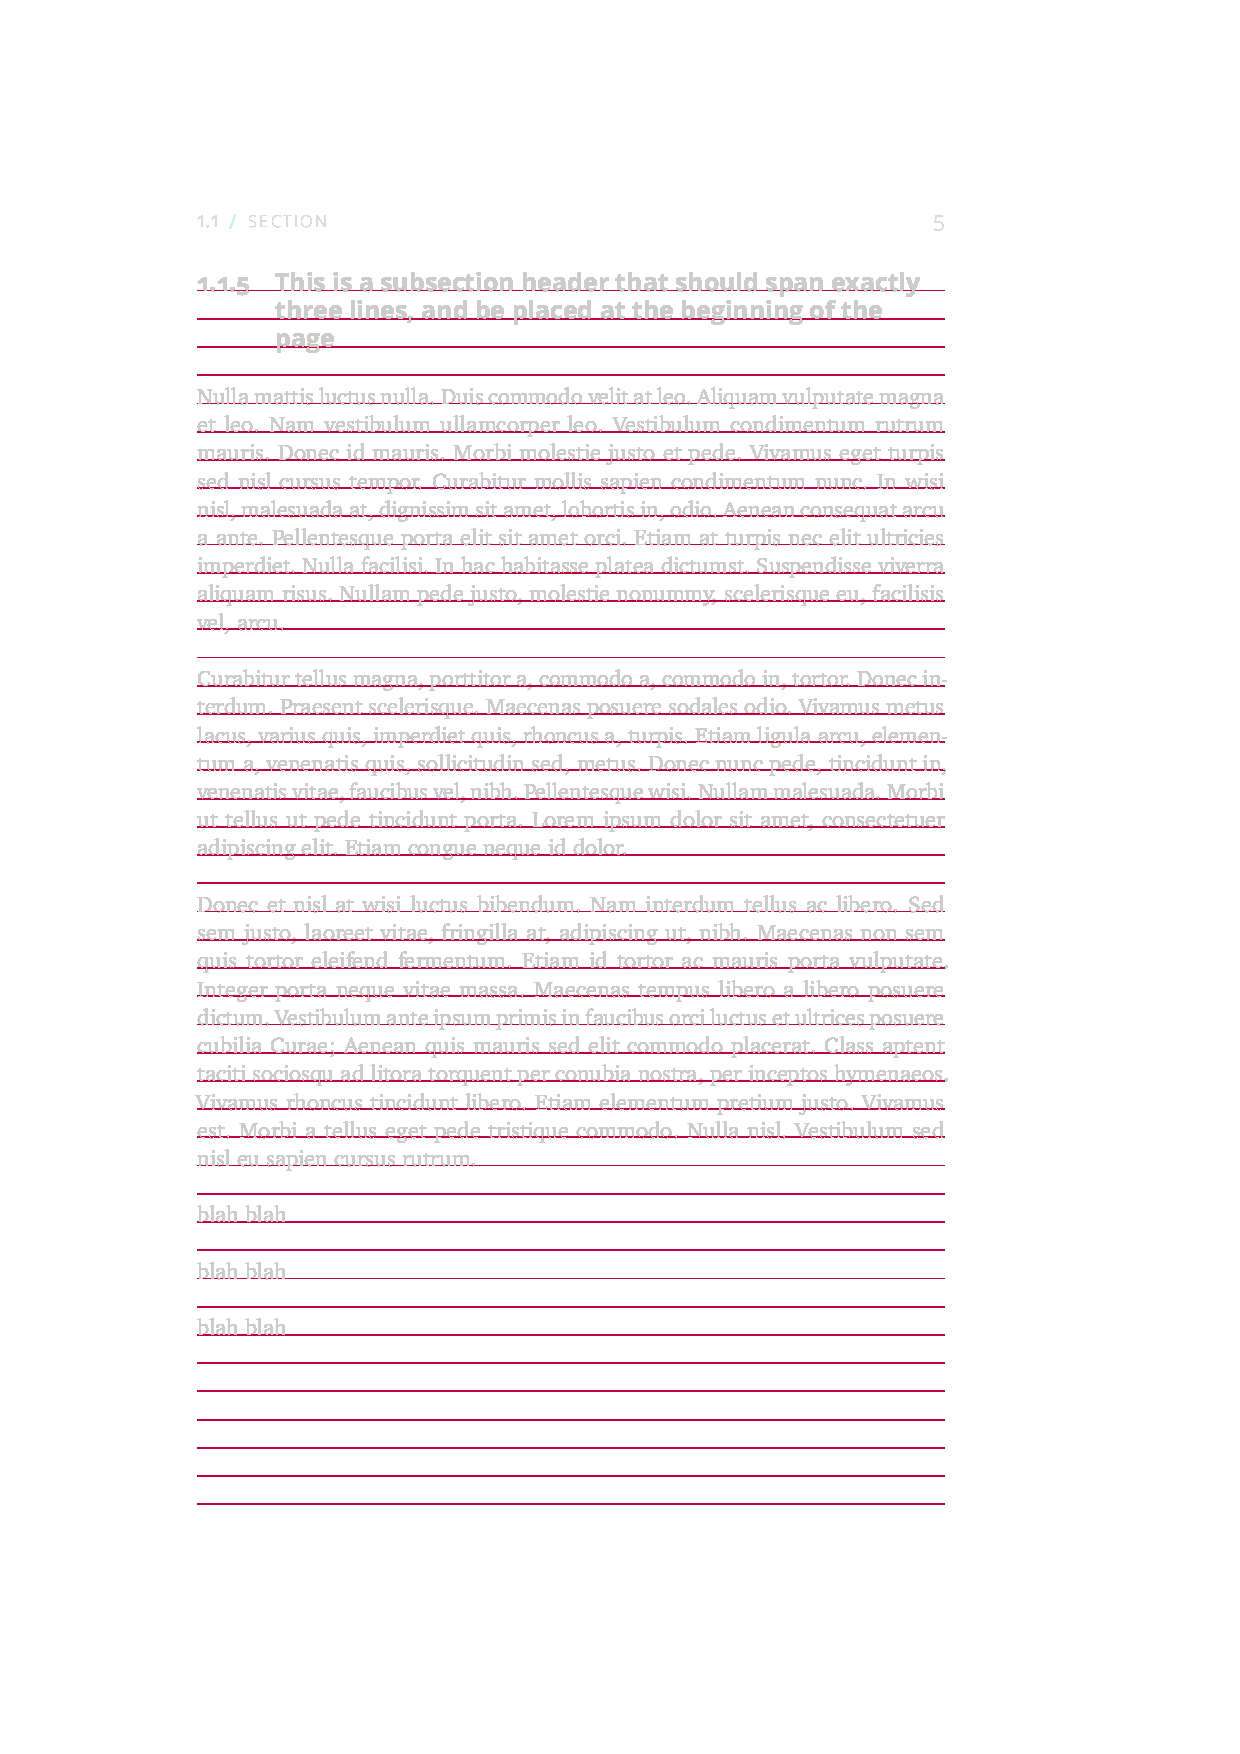 1.1 / SECTION 5
1.1.5 This is a subsection header that should span exactly
three lines, and be placed at the beginning of the
page
Nulla mattis luctus nulla. Duis commodo velit at leo. Aliquam vulputate magna
et leo. Nam vestibulum ullamcorper leo. Vestibulum condimentum rutrum
mauris. Donec id mauris. Morbi molestie justo et pede. Vivamus eget turpis
sed nisl cursus tempor. Curabitur mollis sapien condimentum nunc. In wisi
nisl, malesuada at, dignissim sit amet, lobortis in, odio. Aenean consequat arcu
a ante. Pellentesque porta elit sit amet orci. Etiam at turpis nec elit ultricies
imperdiet. Nulla facilisi. In hac habitasse platea dictumst. Suspendisse viverra
aliquam risus. Nullam pede justo, molestie nonummy, scelerisque eu, facilisis
vel, arcu.
Curabitur tellus magna, porttitor a, commodo a, commodo in, tortor. Donec in-
terdum. Praesent scelerisque. Maecenas posuere sodales odio. Vivamus metus
lacus, varius quis, imperdiet quis, rhoncus a, turpis. Etiam ligula arcu, elemen-
tum a, venenatis quis, sollicitudin sed, metus. Donec nunc pede, tincidunt in,
venenatis vitae, faucibus vel, nibh. Pellentesque wisi. Nullam malesuada. Morbi
ut tellus ut pede tincidunt porta. Lorem ipsum dolor sit amet, consectetuer
adipiscing elit. Etiam congue neque id dolor.
Donec et nisl at wisi luctus bibendum. Nam interdum tellus ac libero. Sed
sem justo, laoreet vitae, fringilla at, adipiscing ut, nibh. Maecenas non sem
quis tortor eleifend fermentum. Etiam id tortor ac mauris porta vulputate.
Integer porta neque vitae massa. Maecenas tempus libero a libero posuere
dictum. Vestibulum ante ipsum primis in faucibus orci luctus et ultrices posuere
cubilia Curae; Aenean quis mauris sed elit commodo placerat. Class aptent
taciti sociosqu ad litora torquent per conubia nostra, per inceptos hymenaeos.
Vivamus rhoncus tincidunt libero. Etiam elementum pretium justo. Vivamus
est. Morbi a tellus eget pede tristique commodo. Nulla nisl. Vestibulum sed
nisl eu sapien cursus rutrum.
blah blah
blah blah
blah blah